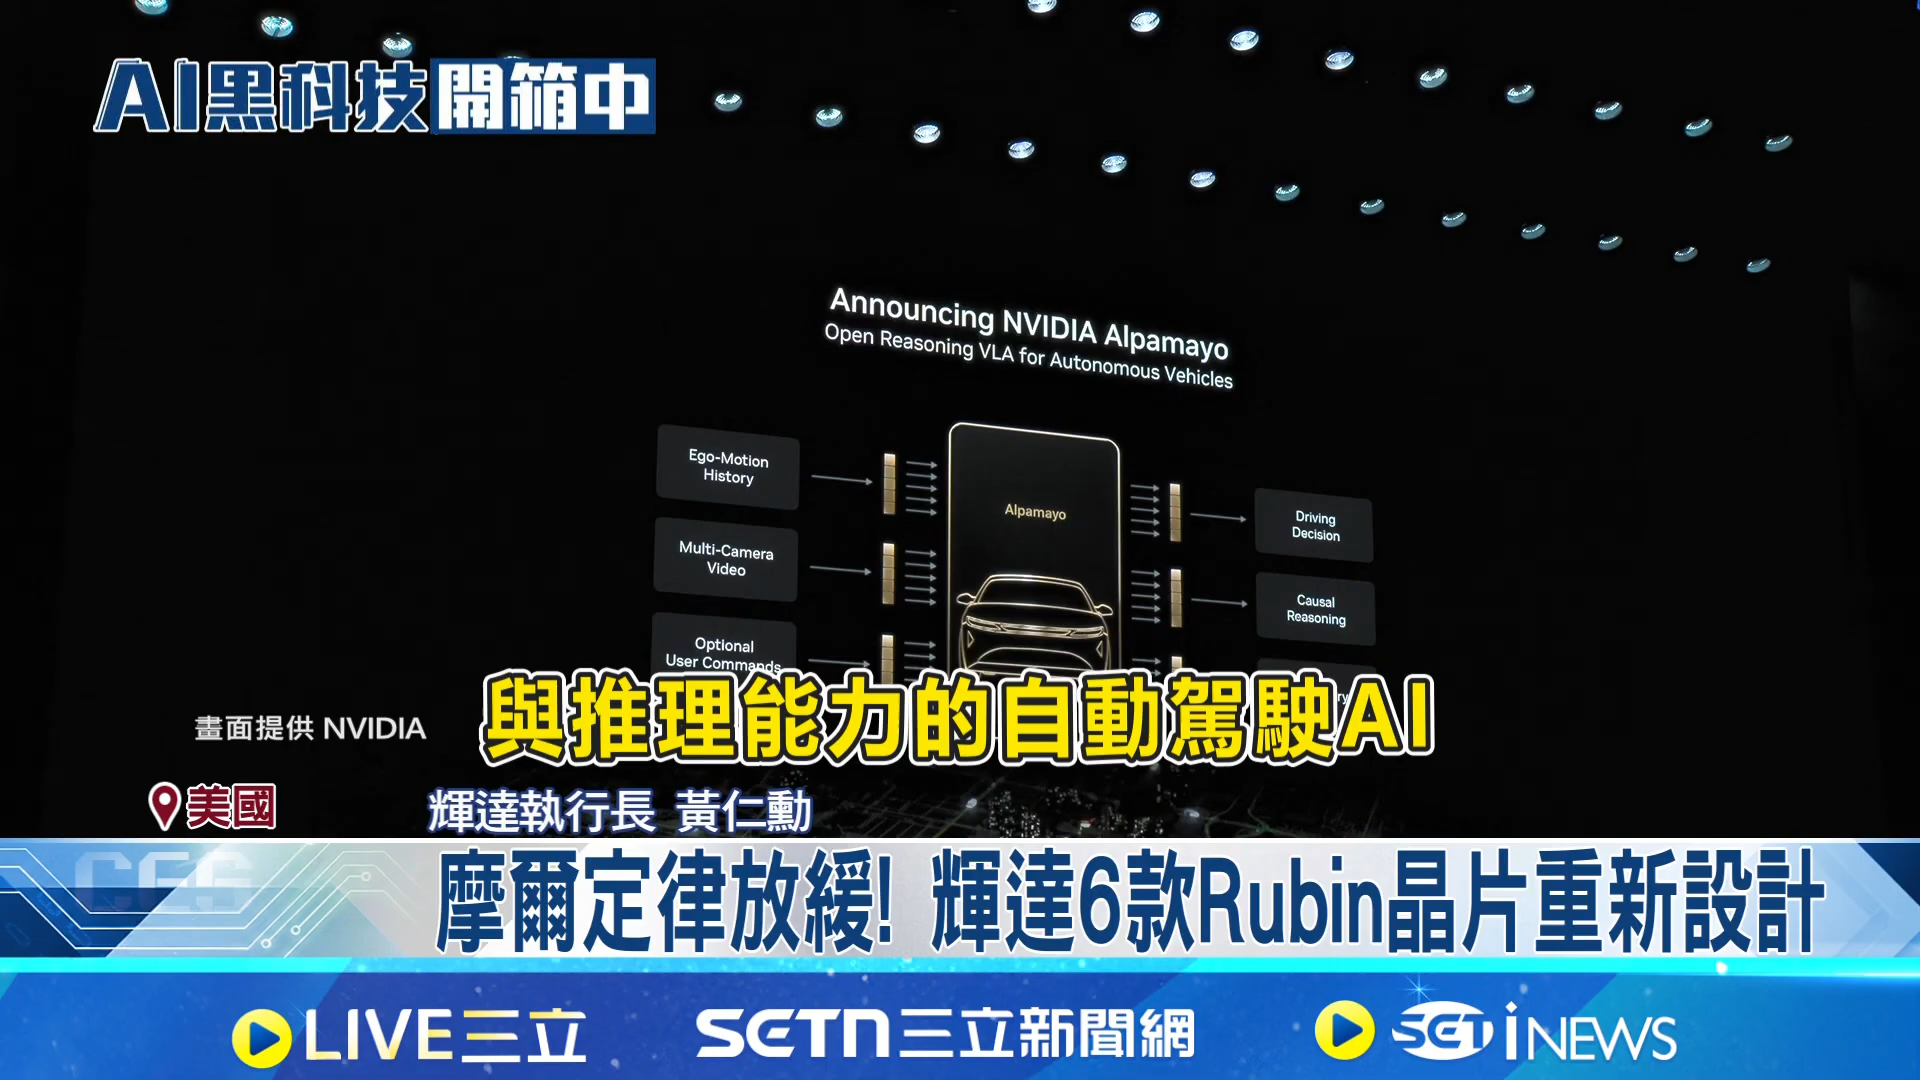 AI黑科技開箱中
Announcing NVIDIA Alpamayo
Open Reasoning VLA for Autonomous Vehicles
Ego-Motion
History
Multi-Camera
Video
Optional
User Commands
Alpamayo
Driving
Decision
Causal
Reasoning
與推理能力的自動駕駛AI
畫面提供 NVIDIA
美國
輝達執行長 黃仁勳
摩爾定律放緩! 輝達6款Rubin晶片重新設計
LIVE三立
SETN三立新聞網
SET iNEWS